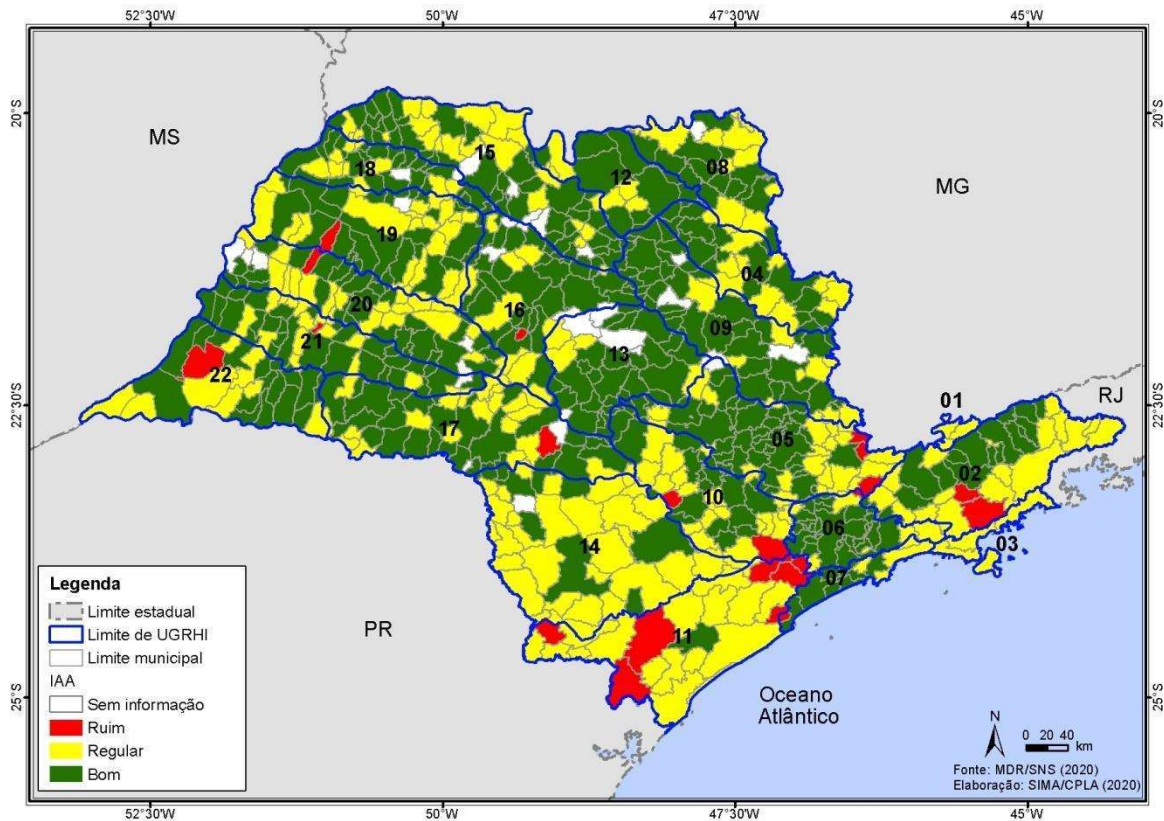 52°30'W
50°W
47°30'W
45°W
20°S
20°S
MS
MG
15
18
08
12
19
04
20
16
09
21
13
22
22°30'S
22°30'S
01
RJ
17
05
02
10
06
03
14
07
11
PR
25°S
25°S
Oceano
Atlântico
Legenda
Limite estadual
Limite de UGRHI
Limite municipal
IAA
Sem informação
Ruim
Regular
Bom
N
0 20 40
km
Fonte: MDR/SNS (2020)
Elaboração: SIMA/CPLA (2020)
52°30'W
50°W
47°30'W
45°W